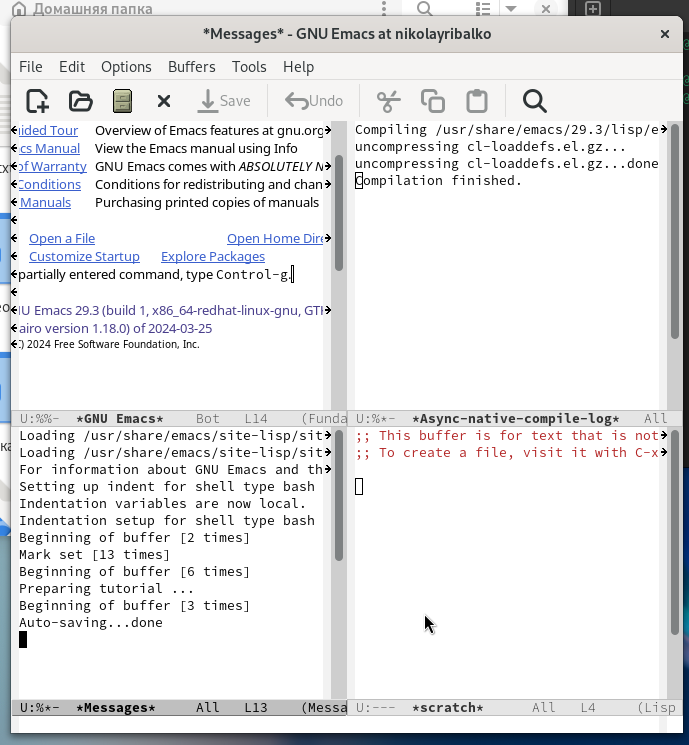 Домашняя папка
*Messages* - GNU Emacs at nikolayribalko
File Edit Options Buffers Tools Help
Save Undo
ided Tour Overview of Emacs features at gnu.org
cs Manual View the Emacs manual using Info
of Warranty GNU Emacs comes with ABSOLUTELY N
Conditions Conditions for redistributing and chan
Manuals Purchasing printed copies of manuals
Open a File Open Home Dire
Customize Startup Explore Packages
partially entered command, type Control-g.
U Emacs 29.3 (build 1, x86_64-redhat-linux-gnu, GTK
airo version 1.18.0) of 2024-03-25
C) 2024 Free Software Foundation, Inc.
U:%%- *GNU Emacs* Bot L14 (Funda
Compiling /usr/share/emacs/29.3/lisp/e
uncompressing cl-loaddefs.el.gz...
uncompressing cl-loaddefs.el.gz...done
Compilation finished.
U:%*- *Async-native-compile-log* All
Loading /usr/share/emacs/site-lisp/sit
Loading /usr/share/emacs/site-lisp/sit
For information about GNU Emacs and th
Setting up indent for shell type bash
Indentation variables are now local.
Indentation setup for shell type bash
Beginning of buffer [2 times]
Mark set [13 times]
Beginning of buffer [6 times]
Preparing tutorial ...
Beginning of buffer [3 times]
Auto-saving...done
U:%*- *Messages* All L13 (Messa
;; This buffer is for text that is not
;; To create a file, visit it with C-x
U:--- *scratch* All L4 (Lisp